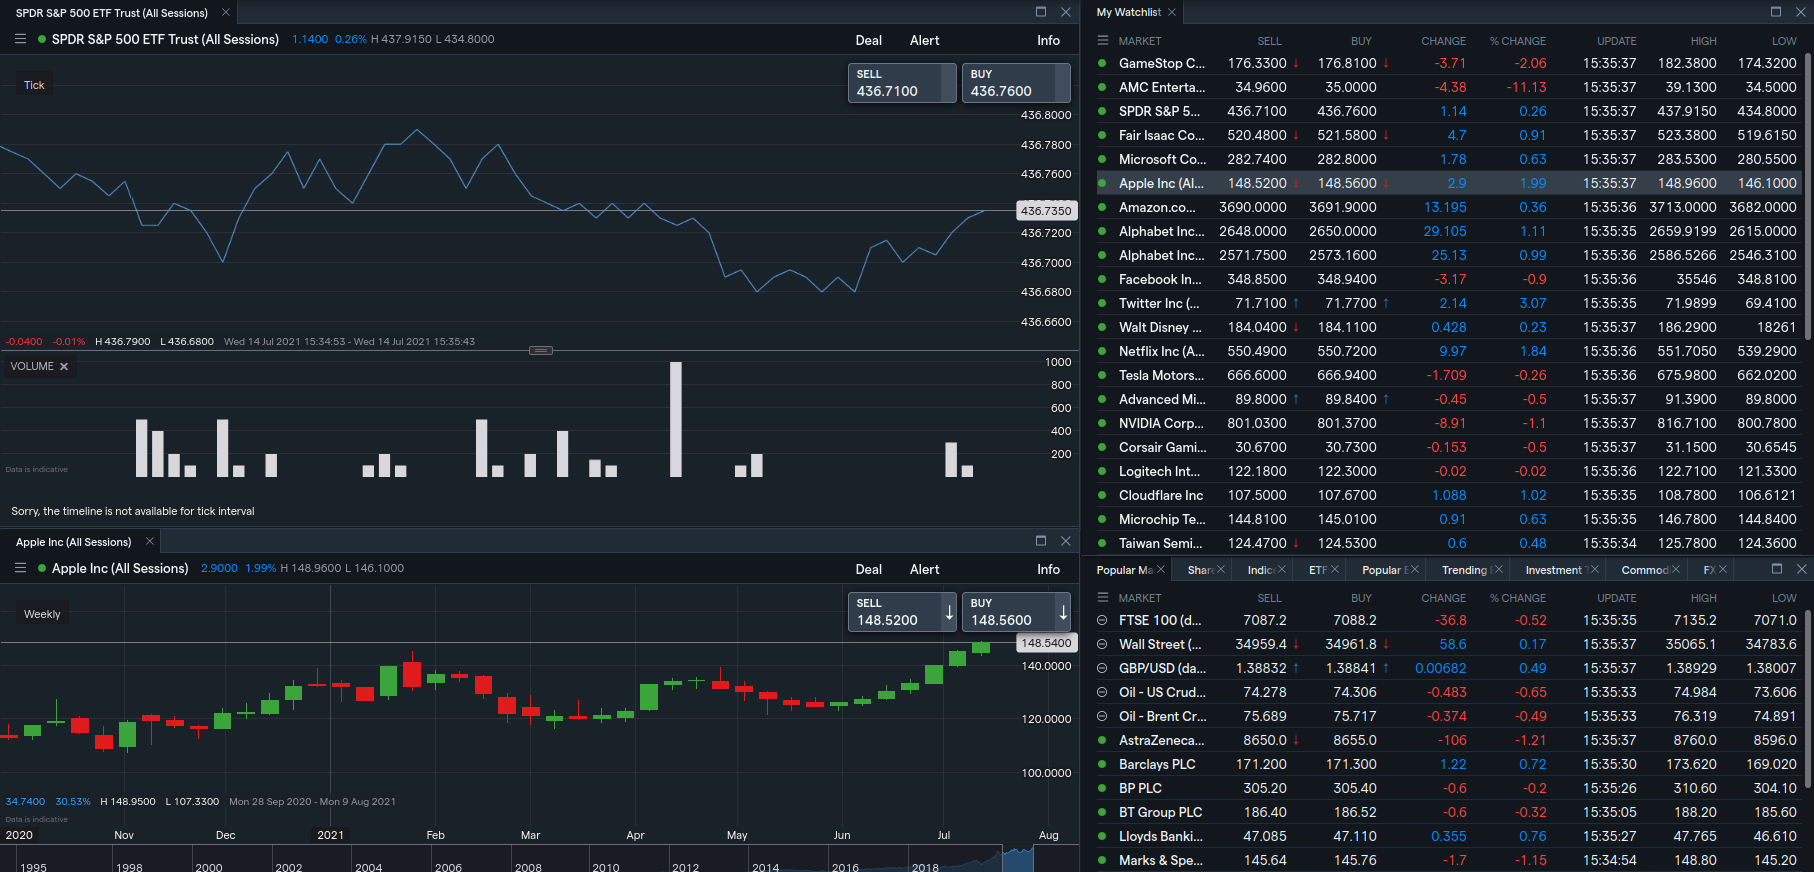 SPDR S&P 500 ETF Trust (All Sessions)
SPDR S&P 500 ETF Trust (All Sessions) 1.1400 0.26% H 437.9150 L 434.8000 Deal Alert Info
Tick
SELL 436.7100 BUY 436.7600
436.8000
436.7800
436.7600
436.7350
436.7200
436.7000
436.6800
436.6600
-0.0400 -0.01% H 436.7900 L 436.6800 Wed 14 Jul 2021 15:34:53 - Wed 14 Jul 2021 15:35:43
VOLUME
1000
800
600
400
200
Data is indicative
Sorry, the timeline is not available for tick interval
Apple Inc (All Sessions)
Apple Inc (All Sessions) 2.9000 1.99% H 148.9600 L 146.1000 Deal Alert Info
Weekly
SELL 148.5200 BUY 148.5600
148.5400
140.0000
120.0000
100.0000
34.7400 30.53% H 148.9500 L 107.3300 Mon 28 Sep 2020 - Mon 9 Aug 2021
Data is indicative
2020 Nov Dec 2021 Feb Mar Apr May Jun Jul Aug
1995 1998 2000 2002 2004 2006 2008 2010 2012 2014 2016 2018
My Watchlist
MARKET SELL BUY CHANGE % CHANGE UPDATE HIGH LOW
GameStop C... 176.3300 176.8100 -3.71 -2.06 15:35:37 182.3800 174.3200
AMC Enterta... 34.9600 35.0000 -4.38 -11.13 15:35:37 39.1300 34.5000
SPDR S&P 5... 436.7100 436.7600 1.14 0.26 15:35:37 437.9150 434.8000
Fair Isaac Co... 520.4800 521.5800 4.7 0.91 15:35:37 523.3800 519.6150
Microsoft Co... 282.7400 282.8000 1.78 0.63 15:35:37 283.5300 280.5500
Apple Inc (Al... 148.5200 148.5600 2.9 1.99 15:35:37 148.9600 146.1000
Amazon.co... 3690.0000 3691.9000 13.195 0.36 15:35:36 3713.0000 3682.0000
Alphabet Inc... 2648.0000 2650.0000 29.105 1.11 15:35:35 2659.9199 2615.0000
Alphabet Inc... 2571.7500 2573.1600 25.13 0.99 15:35:36 2586.5266 2546.3100
Facebook In... 348.8500 348.9400 -3.17 -0.9 15:35:36 35546 348.8100
Twitter Inc (... 71.7100 71.7700 2.14 3.07 15:35:35 71.9899 69.4100
Walt Disney ... 184.0400 184.1100 0.428 0.23 15:35:37 186.2900 18261
Netflix Inc (A... 550.4900 550.7200 9.97 1.84 15:35:36 551.7050 539.2900
Tesla Motors... 666.6000 666.9400 -1.709 -0.26 15:35:36 675.9800 662.0200
Advanced Mi... 89.8000 89.8400 -0.45 -0.5 15:35:37 91.3900 89.8000
NVIDIA Corp... 801.0300 801.3700 -8.91 -1.1 15:35:37 816.7100 800.7800
Corsair Gami... 30.6700 30.7300 -0.153 -0.5 15:35:37 31.1500 30.6545
Logitech Int... 122.1800 122.3000 -0.02 -0.02 15:35:36 122.7100 121.3300
Cloudflare Inc 107.5000 107.6700 1.088 1.02 15:35:35 108.7800 106.6121
Microchip Te... 144.8100 145.0100 0.91 0.63 15:35:35 146.7800 144.8400
Taiwan Semi... 124.4700 124.5300 0.6 0.48 15:35:34 125.7800 124.3600
Popular Ma Share Indic ETF Popular E Trending Investment T Commod FX
MARKET SELL BUY CHANGE % CHANGE UPDATE HIGH LOW
FTSE 100 (d... 7087.2 7088.2 -36.8 -0.52 15:35:35 7135.2 7071.0
Wall Street (... 34959.4 34961.8 58.6 0.17 15:35:37 35065.1 34783.6
GBP/USD (da... 1.38832 1.38841 0.00682 0.49 15:35:37 1.38929 1.38007
Oil - US Crud... 74.278 74.306 -0.483 -0.65 15:35:33 74.984 73.606
Oil - Brent Cr... 75.689 75.717 -0.374 -0.49 15:35:33 76.319 74.891
AstraZeneca... 8650.0 8655.0 -106 -1.21 15:35:37 8760.0 8596.0
Barclays PLC 171.200 171.300 1.22 0.72 15:35:30 173.620 169.020
BP PLC 305.20 305.40 -0.6 -0.2 15:35:26 310.60 304.10
BT Group PLC 186.40 186.52 -0.6 -0.32 15:35:05 188.20 185.60
Lloyds Banki... 47.085 47.110 0.355 0.76 15:35:27 47.765 46.610
Marks & Spe... 145.64 145.76 -1.7 -1.15 15:34:54 148.80 145.20